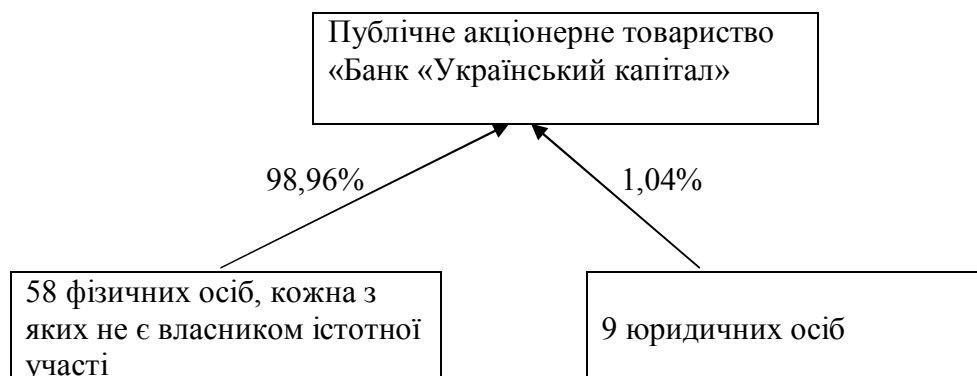 Публічне акціонерне товариство
«Банк «Український капітал»
98,96%
1,04%
58 фізичних осіб, кожна з
яких не є власником істотної
участі
9 юридичних осіб